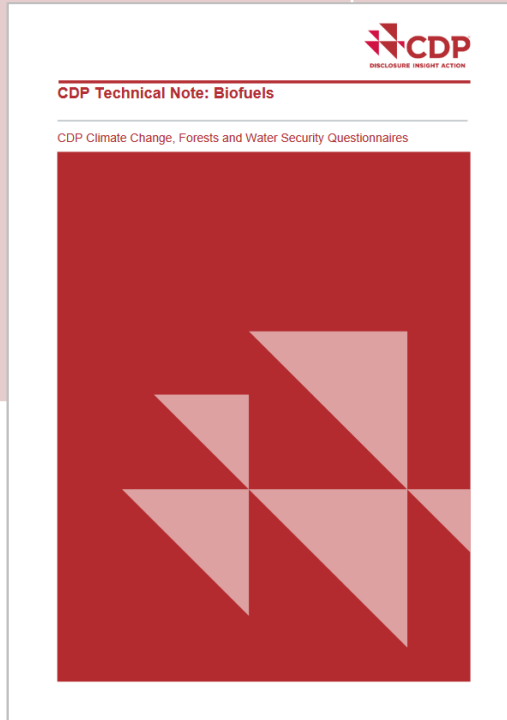 CDP
DISCLOSURE INSIGHT ACTION
CDP Technical Note: Biofuels
CDP Climate Change, Forests and Water Security Questionnaires